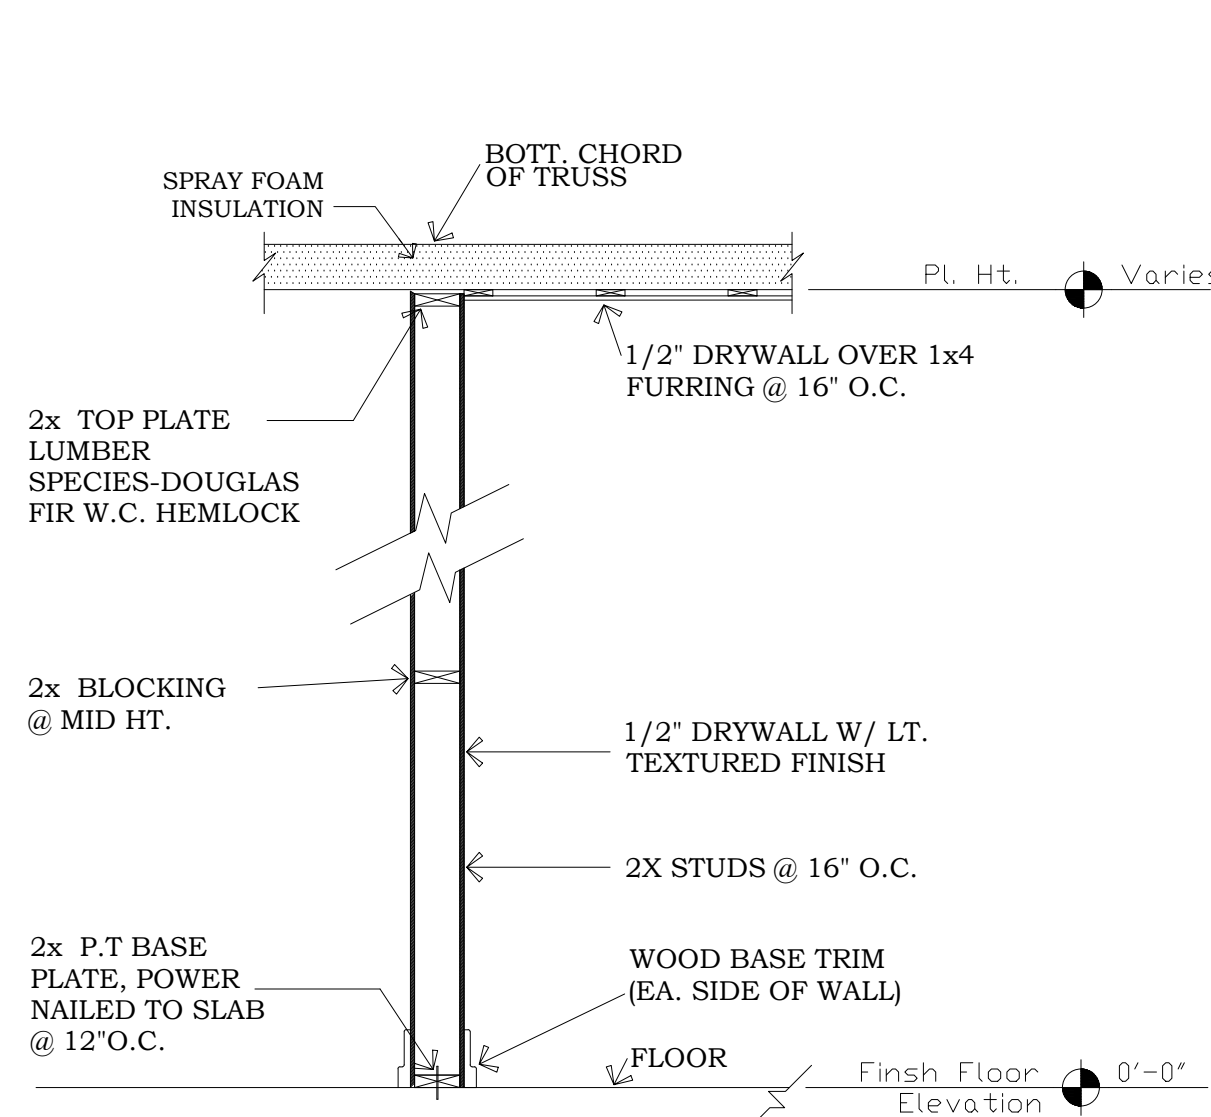 BOTT. CHORD
OF TRUSS
SPRAY FOAM
INSULATION
Pl. Ht.
Varies
1/2" DRYWALL OVER 1x4
FURRING @ 16" O.C.
2x TOP PLATE
LUMBER
SPECIES-DOUGLAS
FIR W.C. HEMLOCK
2x BLOCKING
@ MID HT.
1/2" DRYWALL W/ LT.
TEXTURED FINISH
2X STUDS @ 16" O.C.
2x P.T BASE
PLATE, POWER
NAILED TO SLAB
@ 12"O.C.
WOOD BASE TRIM
(EA. SIDE OF WALL)
FLOOR
Finsh Floor
Elevation
0'-0"